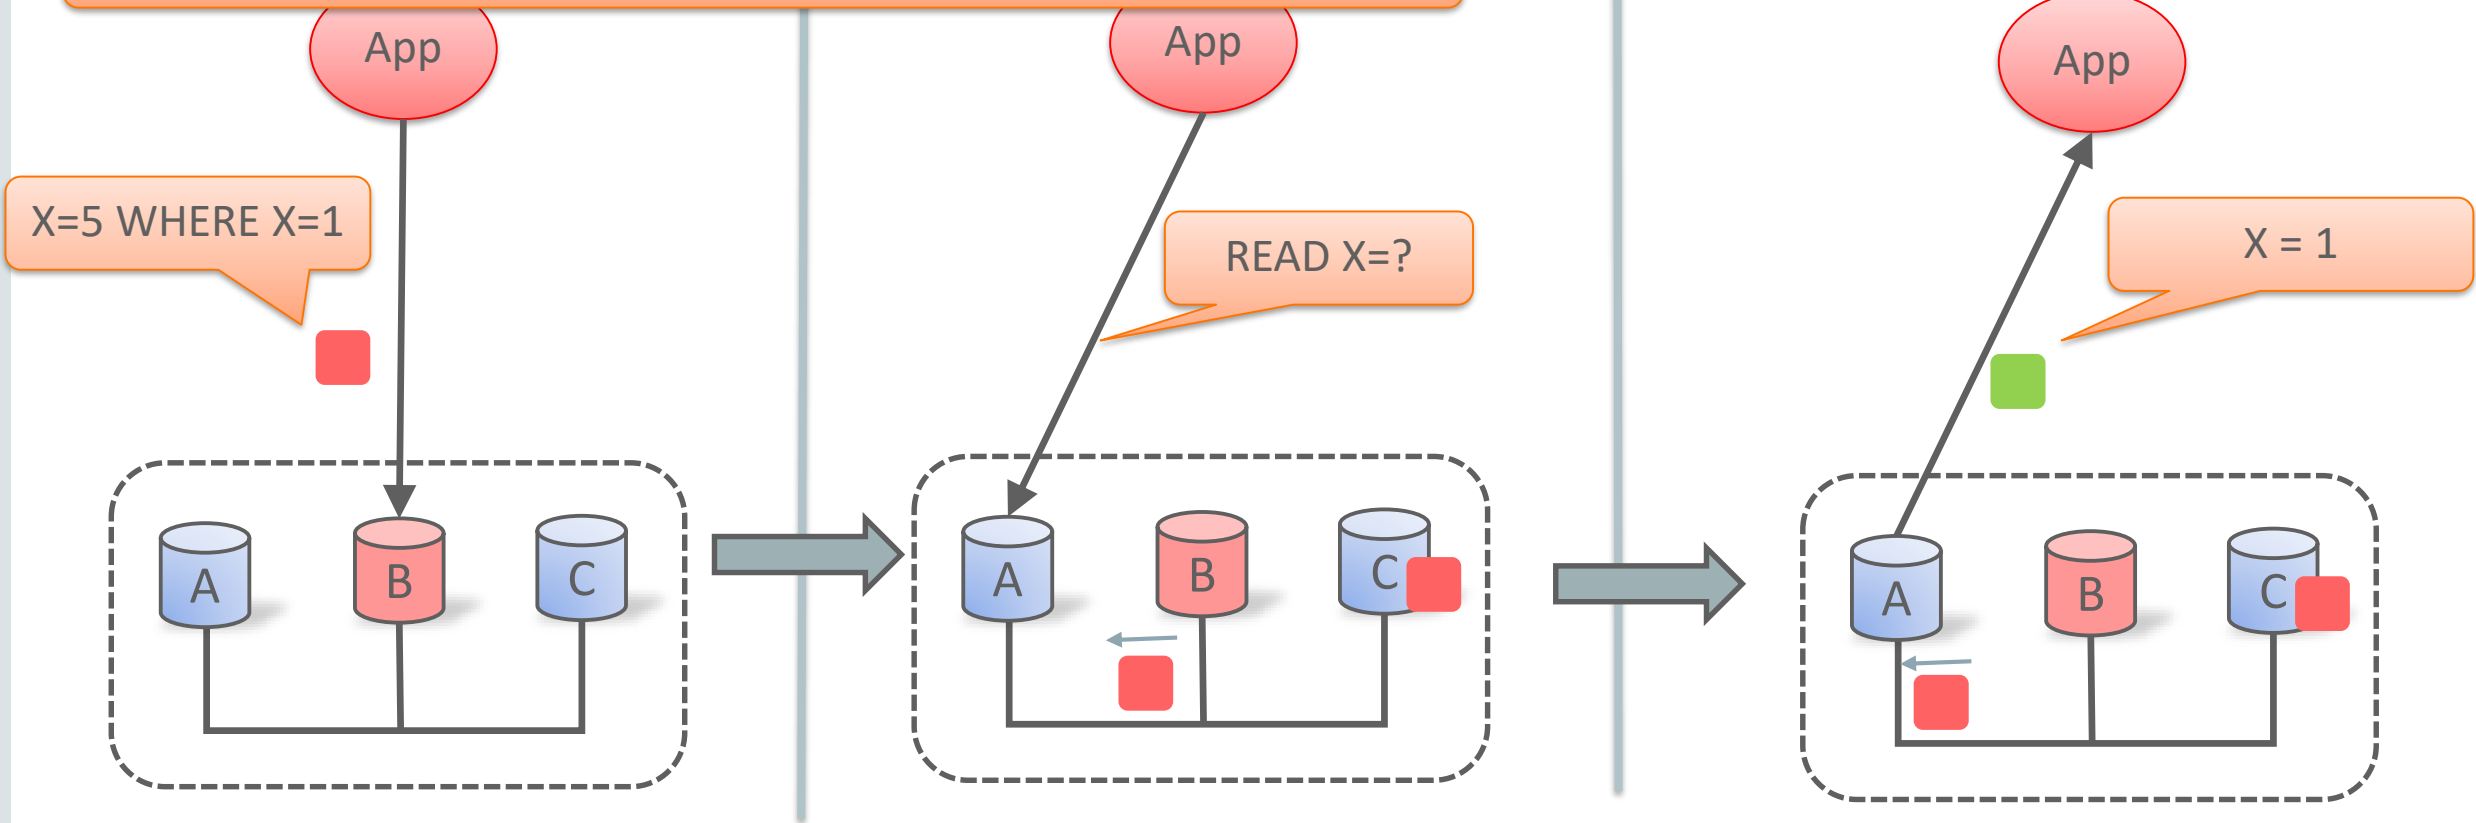 App
X=5 WHERE X=1
A
B
C
App
READ X=?
A
B
C
App
X = 1
A
B
C